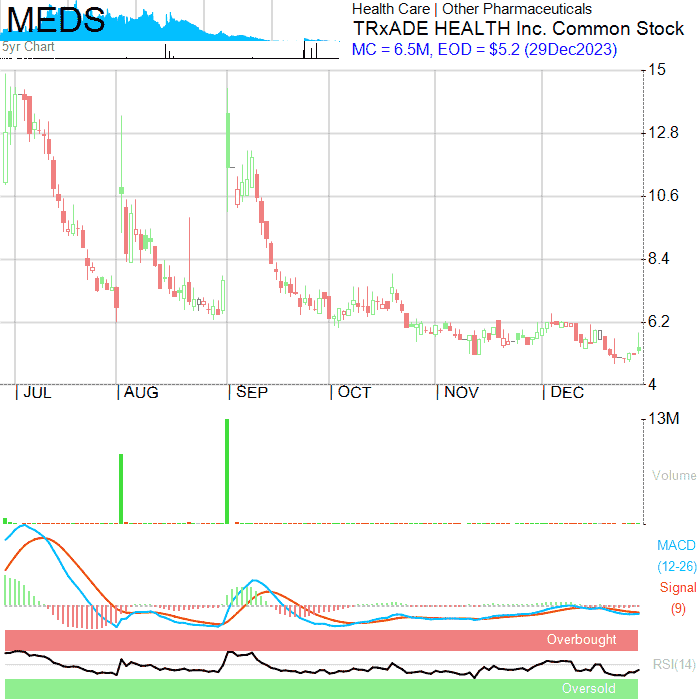 MEDS
5yr Chart
Health Care | Other Pharmaceuticals
TRxADE HEALTH Inc. Common Stock
MC = 6.5M, EOD = $5.2 (29Dec2023)
15
12.8
10.6
8.4
6.2
4
| JUL | AUG | SEP | OCT | NOV | DEC
13M
Volume
MACD
(12-26)
Signal
(9)
Overbought
RSI(14)
Oversold